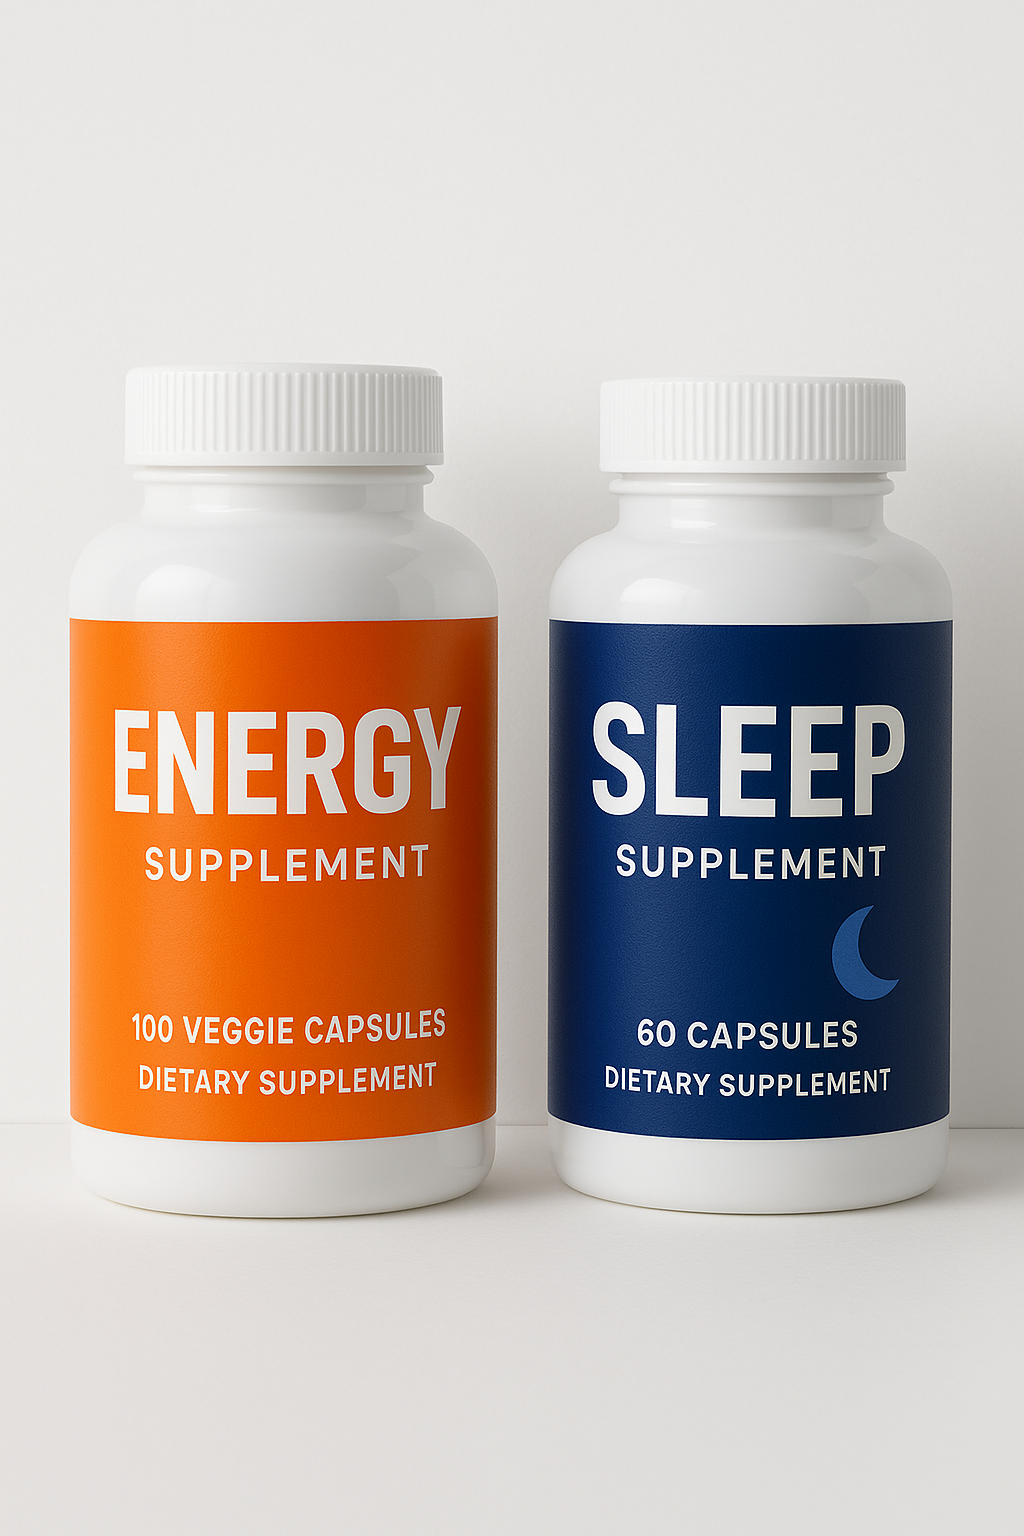 ENERGY
SUPPLEMENT
100 VEGGIE CAPSULES
DIETARY SUPPLEMENT
SLEEP
SUPPLEMENT
60 CAPSULES
DIETARY SUPPLEMENT